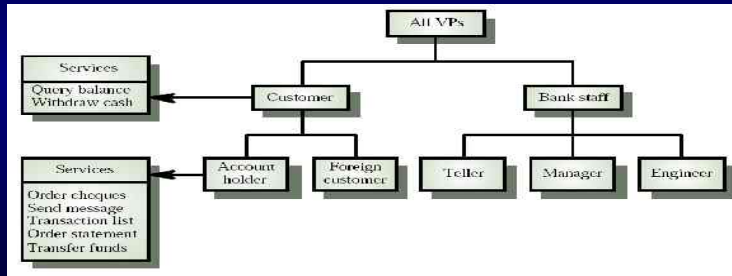 All VPs
Services
Query balance
Withdraw cash
Customer
Bank staff
Services
Order cheques
Send message
Transaction list
Order statement
Transfer funds
Account
holder
Foreign
customer
Teller
Manager
Engineer